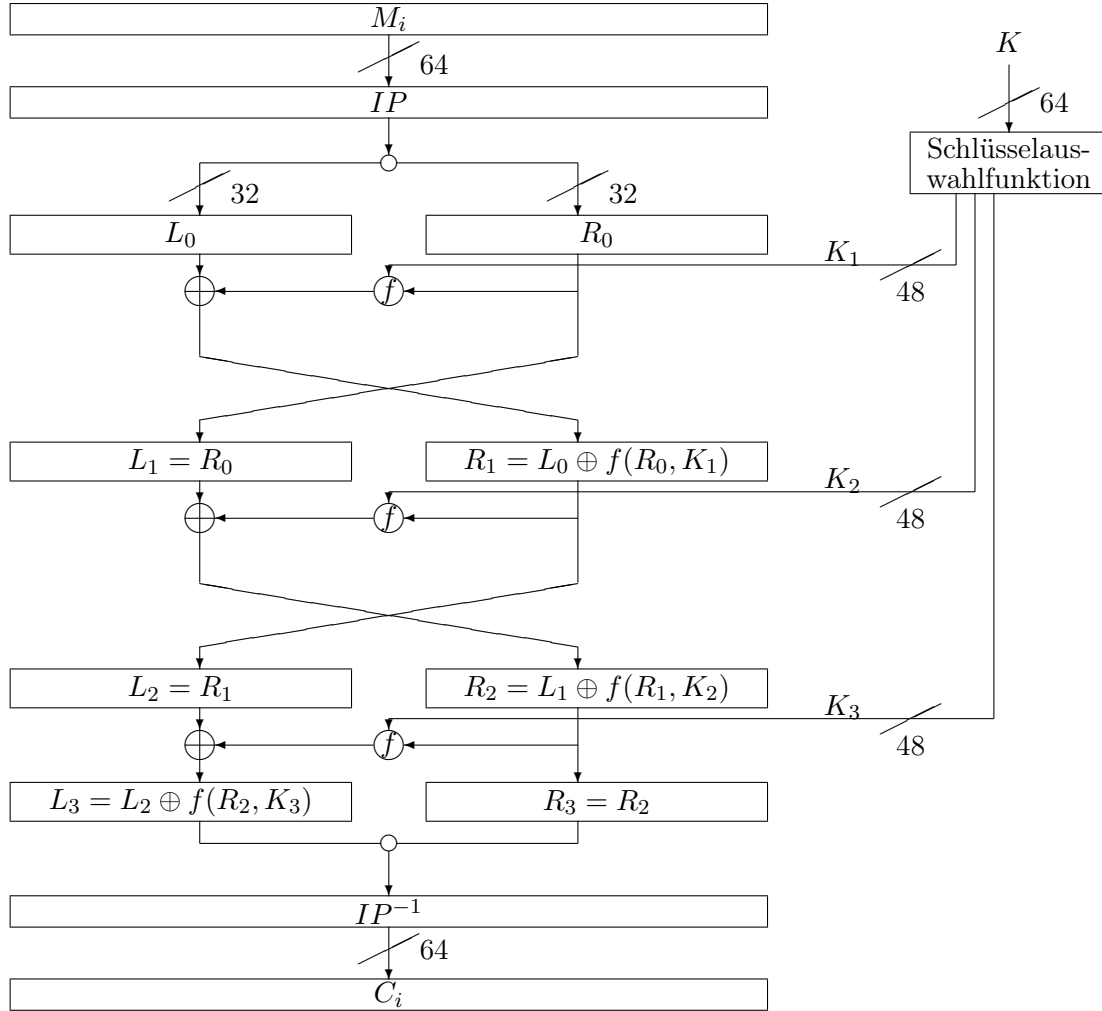 M_i
64
K
IP
64
Schlüsselaus-
wahlfunktion
32 32
L_0 R_0
K_1
f
48
L_1 = R_0 R_1 = L_0 ⊕ f(R_0, K_1)
K_2
f
48
L_2 = R_1 R_2 = L_1 ⊕ f(R_1, K_2)
K_3
f
48
L_3 = L_2 ⊕ f(R_2, K_3) R_3 = R_2
IP^{-1}
64
C_i